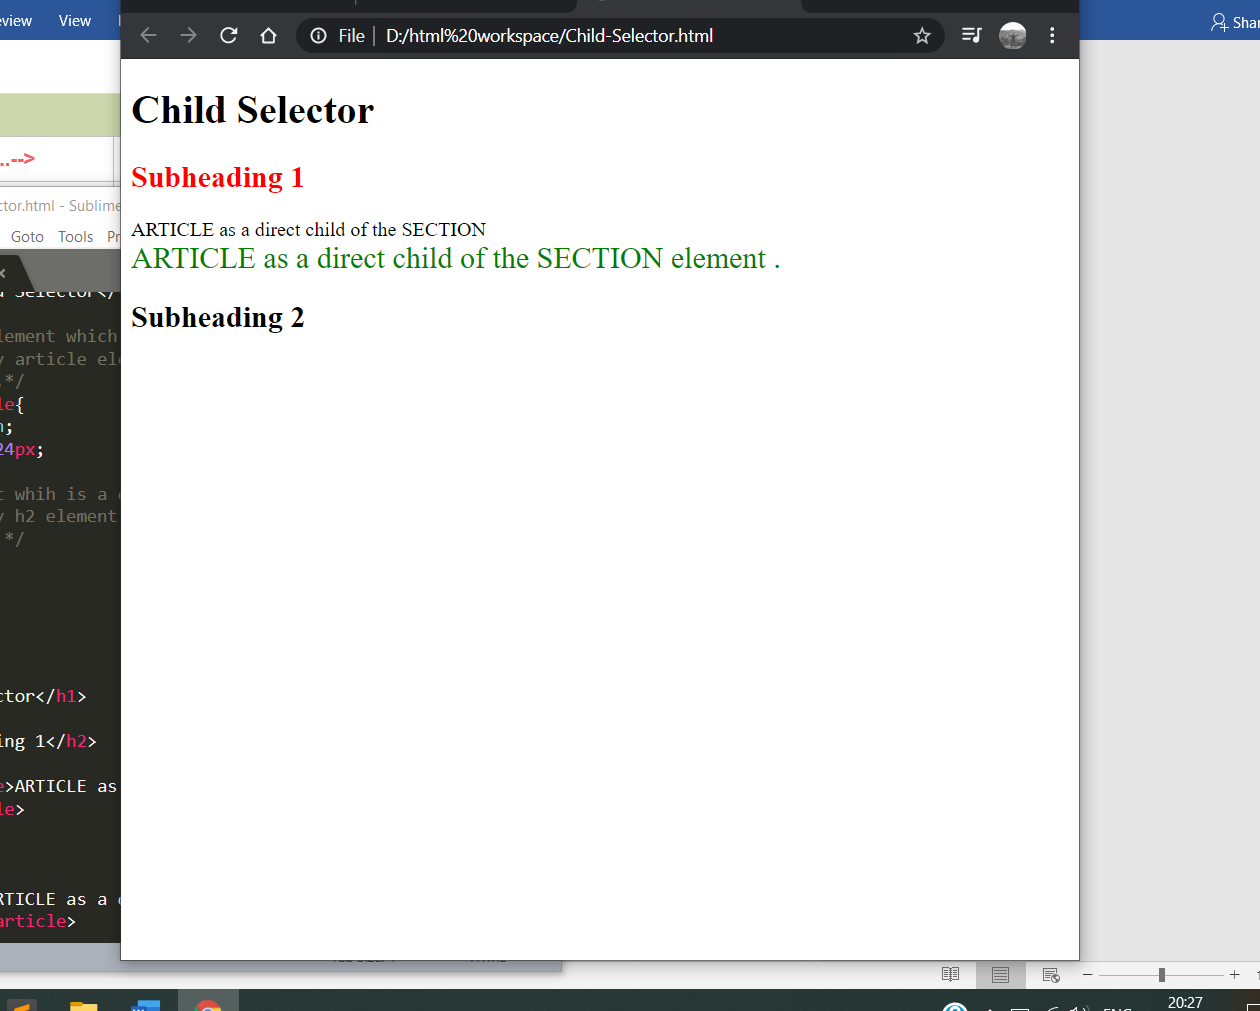 eview View
Shar
File D:/html%20workspace/Child-Selector.html
Child Selector
Subheading 1
ARTICLE as a direct child of the SECTION
ARTICLE as a direct child of the SECTION element .
Subheading 2
..-->
ctor.html - Sublime
Goto Tools Pr
d Selector</
lement which
y article ele
.*/
le{
n;
24px;
t whih is a c
y h2 element
*/
ctor</h1>
ing 1</h2>
e>ARTICLE as
le>
RTICLE as a c
article>
20:27
ENG